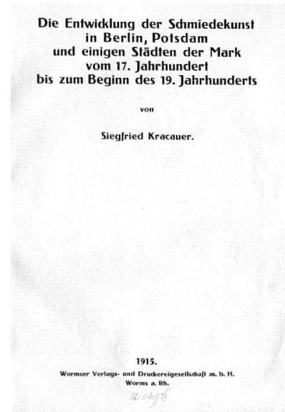 Die Entwicklung der Schmiedekunst
in Berlin, Potsdam
und einigen Städten der Mark
vom 17. Jahrhundert
bis zum Beginn des 19. Jahrhunderts
von
Siegfried Kracauer.
1915.
Wormser Verlags- und Druckereigesellschaft m. b. H.
Worms a. Rh.